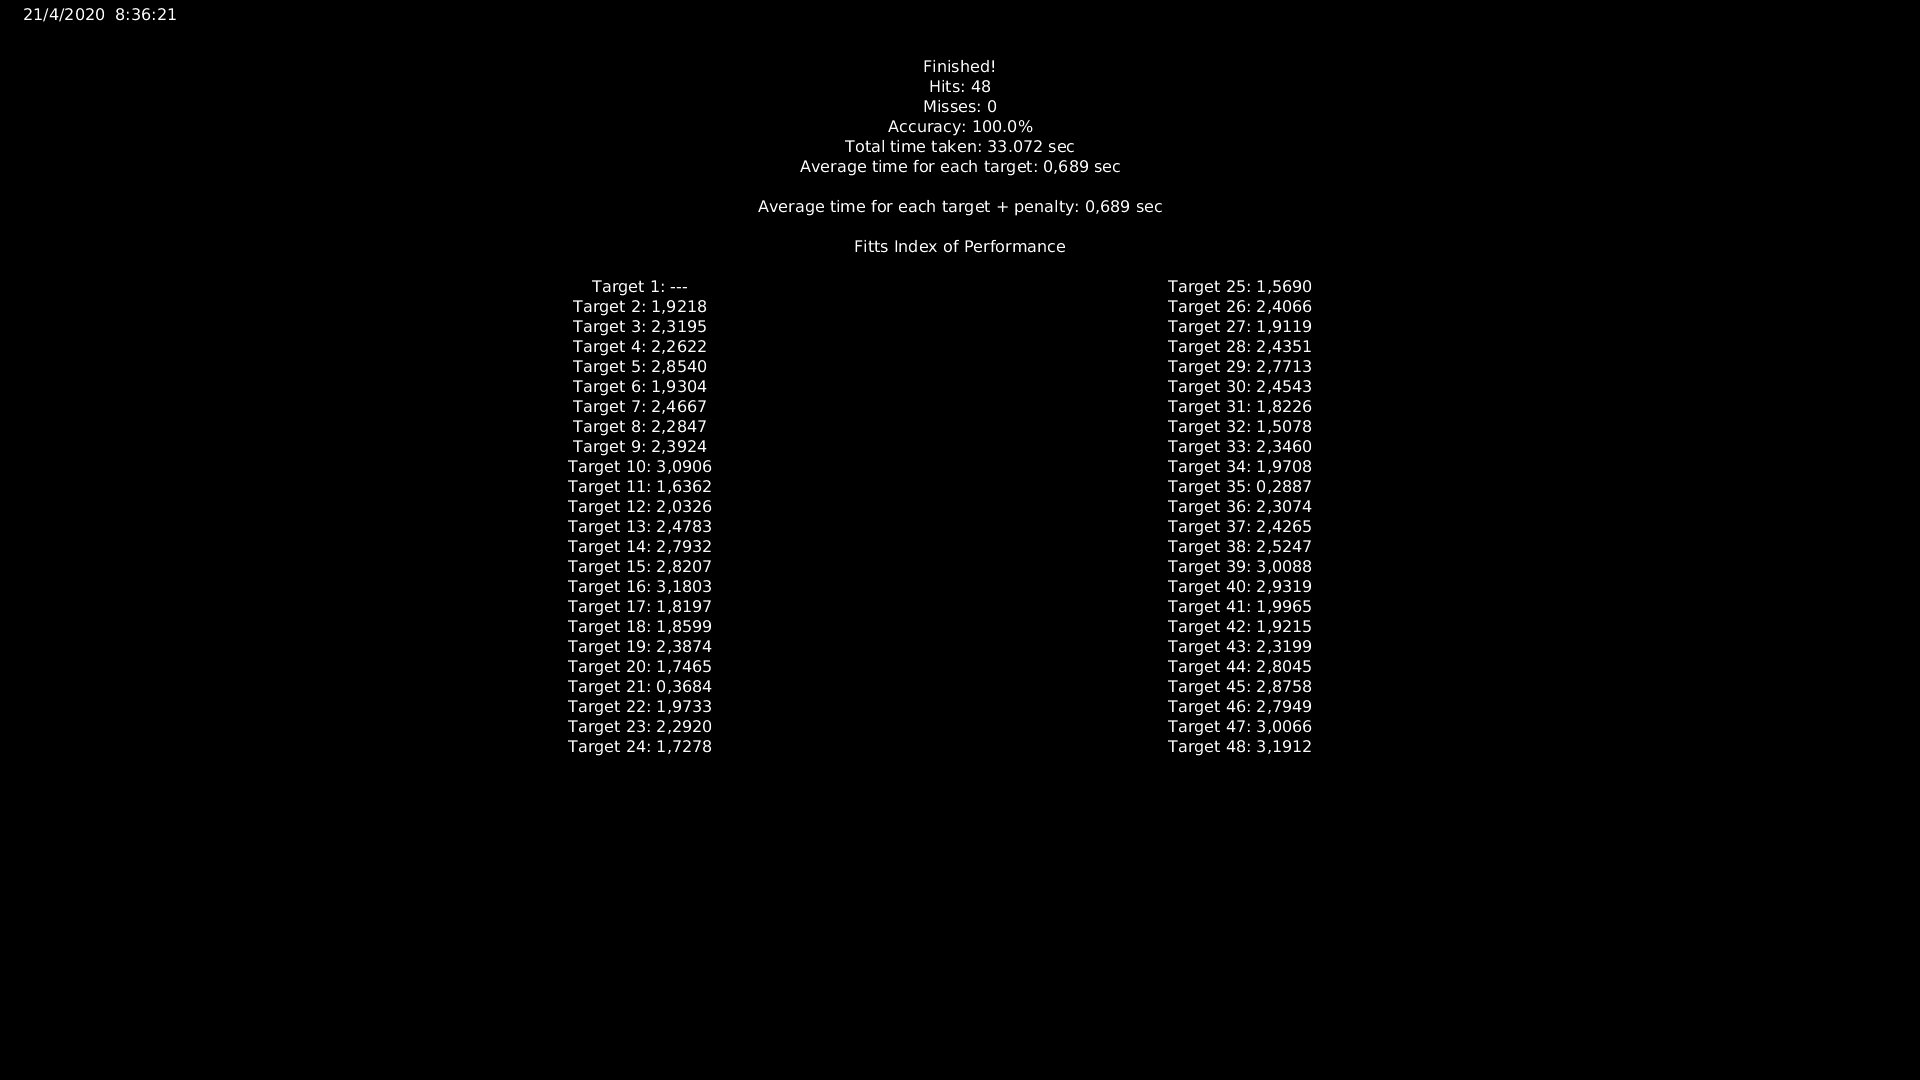 21/4/2020  8:36:21
Finished!
Hits: 48
Misses: 0
Accuracy: 100.0%
Total time taken: 33.072 sec
Average time for each target: 0,689 sec
Average time for each target + penalty: 0,689 sec
Fitts Index of Performance
Target 1: ---
Target 2: 1,9218
Target 3: 2,3195
Target 4: 2,2622
Target 5: 2,8540
Target 6: 1,9304
Target 7: 2,4667
Target 8: 2,2847
Target 9: 2,3924
Target 10: 3,0906
Target 11: 1,6362
Target 12: 2,0326
Target 13: 2,4783
Target 14: 2,7932
Target 15: 2,8207
Target 16: 3,1803
Target 17: 1,8197
Target 18: 1,8599
Target 19: 2,3874
Target 20: 1,7465
Target 21: 0,3684
Target 22: 1,9733
Target 23: 2,2920
Target 24: 1,7278
Target 25: 1,5690
Target 26: 2,4066
Target 27: 1,9119
Target 28: 2,4351
Target 29: 2,7713
Target 30: 2,4543
Target 31: 1,8226
Target 32: 1,5078
Target 33: 2,3460
Target 34: 1,9708
Target 35: 0,2887
Target 36: 2,3074
Target 37: 2,4265
Target 38: 2,5247
Target 39: 3,0088
Target 40: 2,9319
Target 41: 1,9965
Target 42: 1,9215
Target 43: 2,3199
Target 44: 2,8045
Target 45: 2,8758
Target 46: 2,7949
Target 47: 3,0066
Target 48: 3,1912